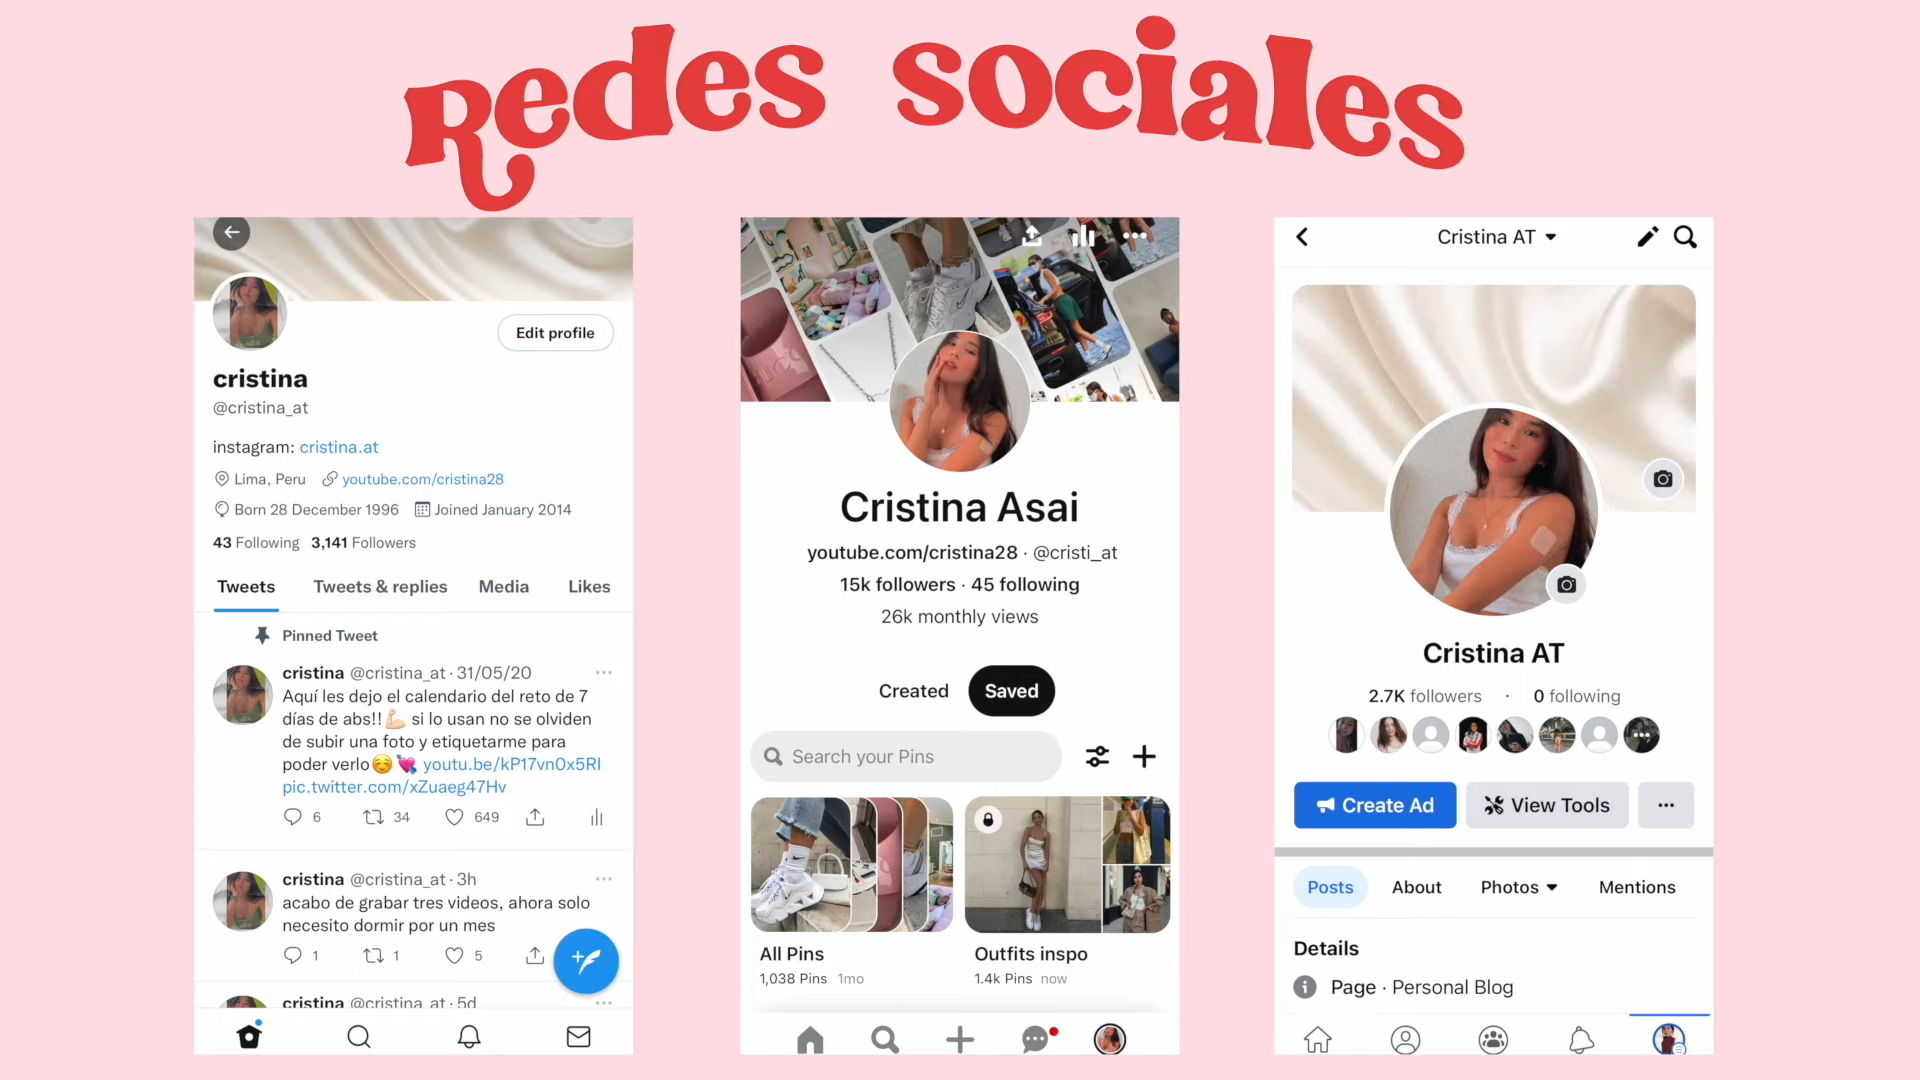 Redes sociales
Edit profile
cristina
@cristina_at
instagram: cristina.at
Lima, Peru youtube.com/cristina28
Born 28 December 1996 Joined January 2014
43 Following 3,141 Followers
Tweets Tweets & replies Media Likes
Pinned Tweet
cristina @cristina_at · 31/05/20
Aquí les dejo el calendario del reto de 7
días de abs!!💪🏻 si lo usan no se olviden
de subir una foto y etiquetarme para
poder verlo☺️💘 youtu.be/kP17vn0x5RI
pic.twitter.com/xZuaeg47Hv
6 34 649
cristina @cristina_at · 3h
acabo de grabar tres videos, ahora solo
necesito dormir por un mes
1 1 5
cristina @cristina_at · 5d
Cristina Asai
youtube.com/cristina28 · @cristi_at
15k followers · 45 following
26k monthly views
Created Saved
Search your Pins
All Pins
1,038 Pins 1mo
Outfits inspo
1.4k Pins now
Cristina AT
Cristina AT
2.7K followers · 0 following
Create Ad View Tools
Posts About Photos Mentions
Details
Page · Personal Blog